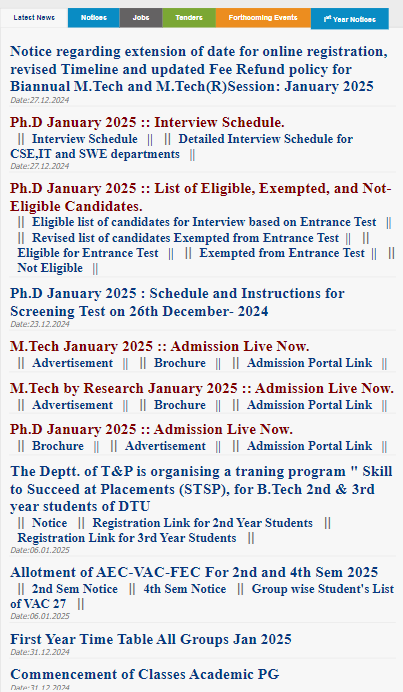 Latest News Notices Jobs Tenders Forthcoming Events 1st Year Notices
Notice regarding extension of date for online registration,
revised Timeline and updated Fee Refund policy for
Biannual M.Tech and M.Tech(R)Session: January 2025
Date:27.12.2024
Ph.D January 2025 :: Interview Schedule.
|| Interview Schedule || || Detailed Interview Schedule for
CSE,IT and SWE departments ||
Date:27.12.2024
Ph.D January 2025 :: List of Eligible, Exempted, and Not-
Eligible Candidates.
|| Eligible list of candidates for Interview based on Entrance Test ||
|| Revised list of candidates Exempted from Entrance Test || ||
Eligible for Entrance Test || || Exempted from Entrance Test || ||
Not Eligible ||
Ph.D January 2025 : Schedule and Instructions for
Screening Test on 26th December- 2024
Date:23.12.2024
M.Tech January 2025 :: Admission Live Now.
|| Advertisement || || Brochure || || Admission Portal Link ||
M.Tech by Research January 2025 :: Admission Live Now.
|| Advertisement || || Brochure || || Admission Portal Link ||
Ph.D January 2025 :: Admission Live Now.
|| Brochure || || Advertisement || || Admission Portal Link ||
The Deptt. of T&P is organising a traning program " Skill
to Succeed at Placements (STSP), for B.Tech 2nd & 3rd
year students of DTU
|| Notice || Registration Link for 2nd Year Students ||
Registration Link for 3rd Year Students ||
Date:06.01.2025
Allotment of AEC-VAC-FEC For 2nd and 4th Sem 2025
|| 2nd Sem Notice || 4th Sem Notice || Group wise Student's List
of VAC 27 ||
Date:06.01.2025
First Year Time Table All Groups Jan 2025
Date:31.12.2024
Commencement of Classes Academic PG
Date:31.12.2024